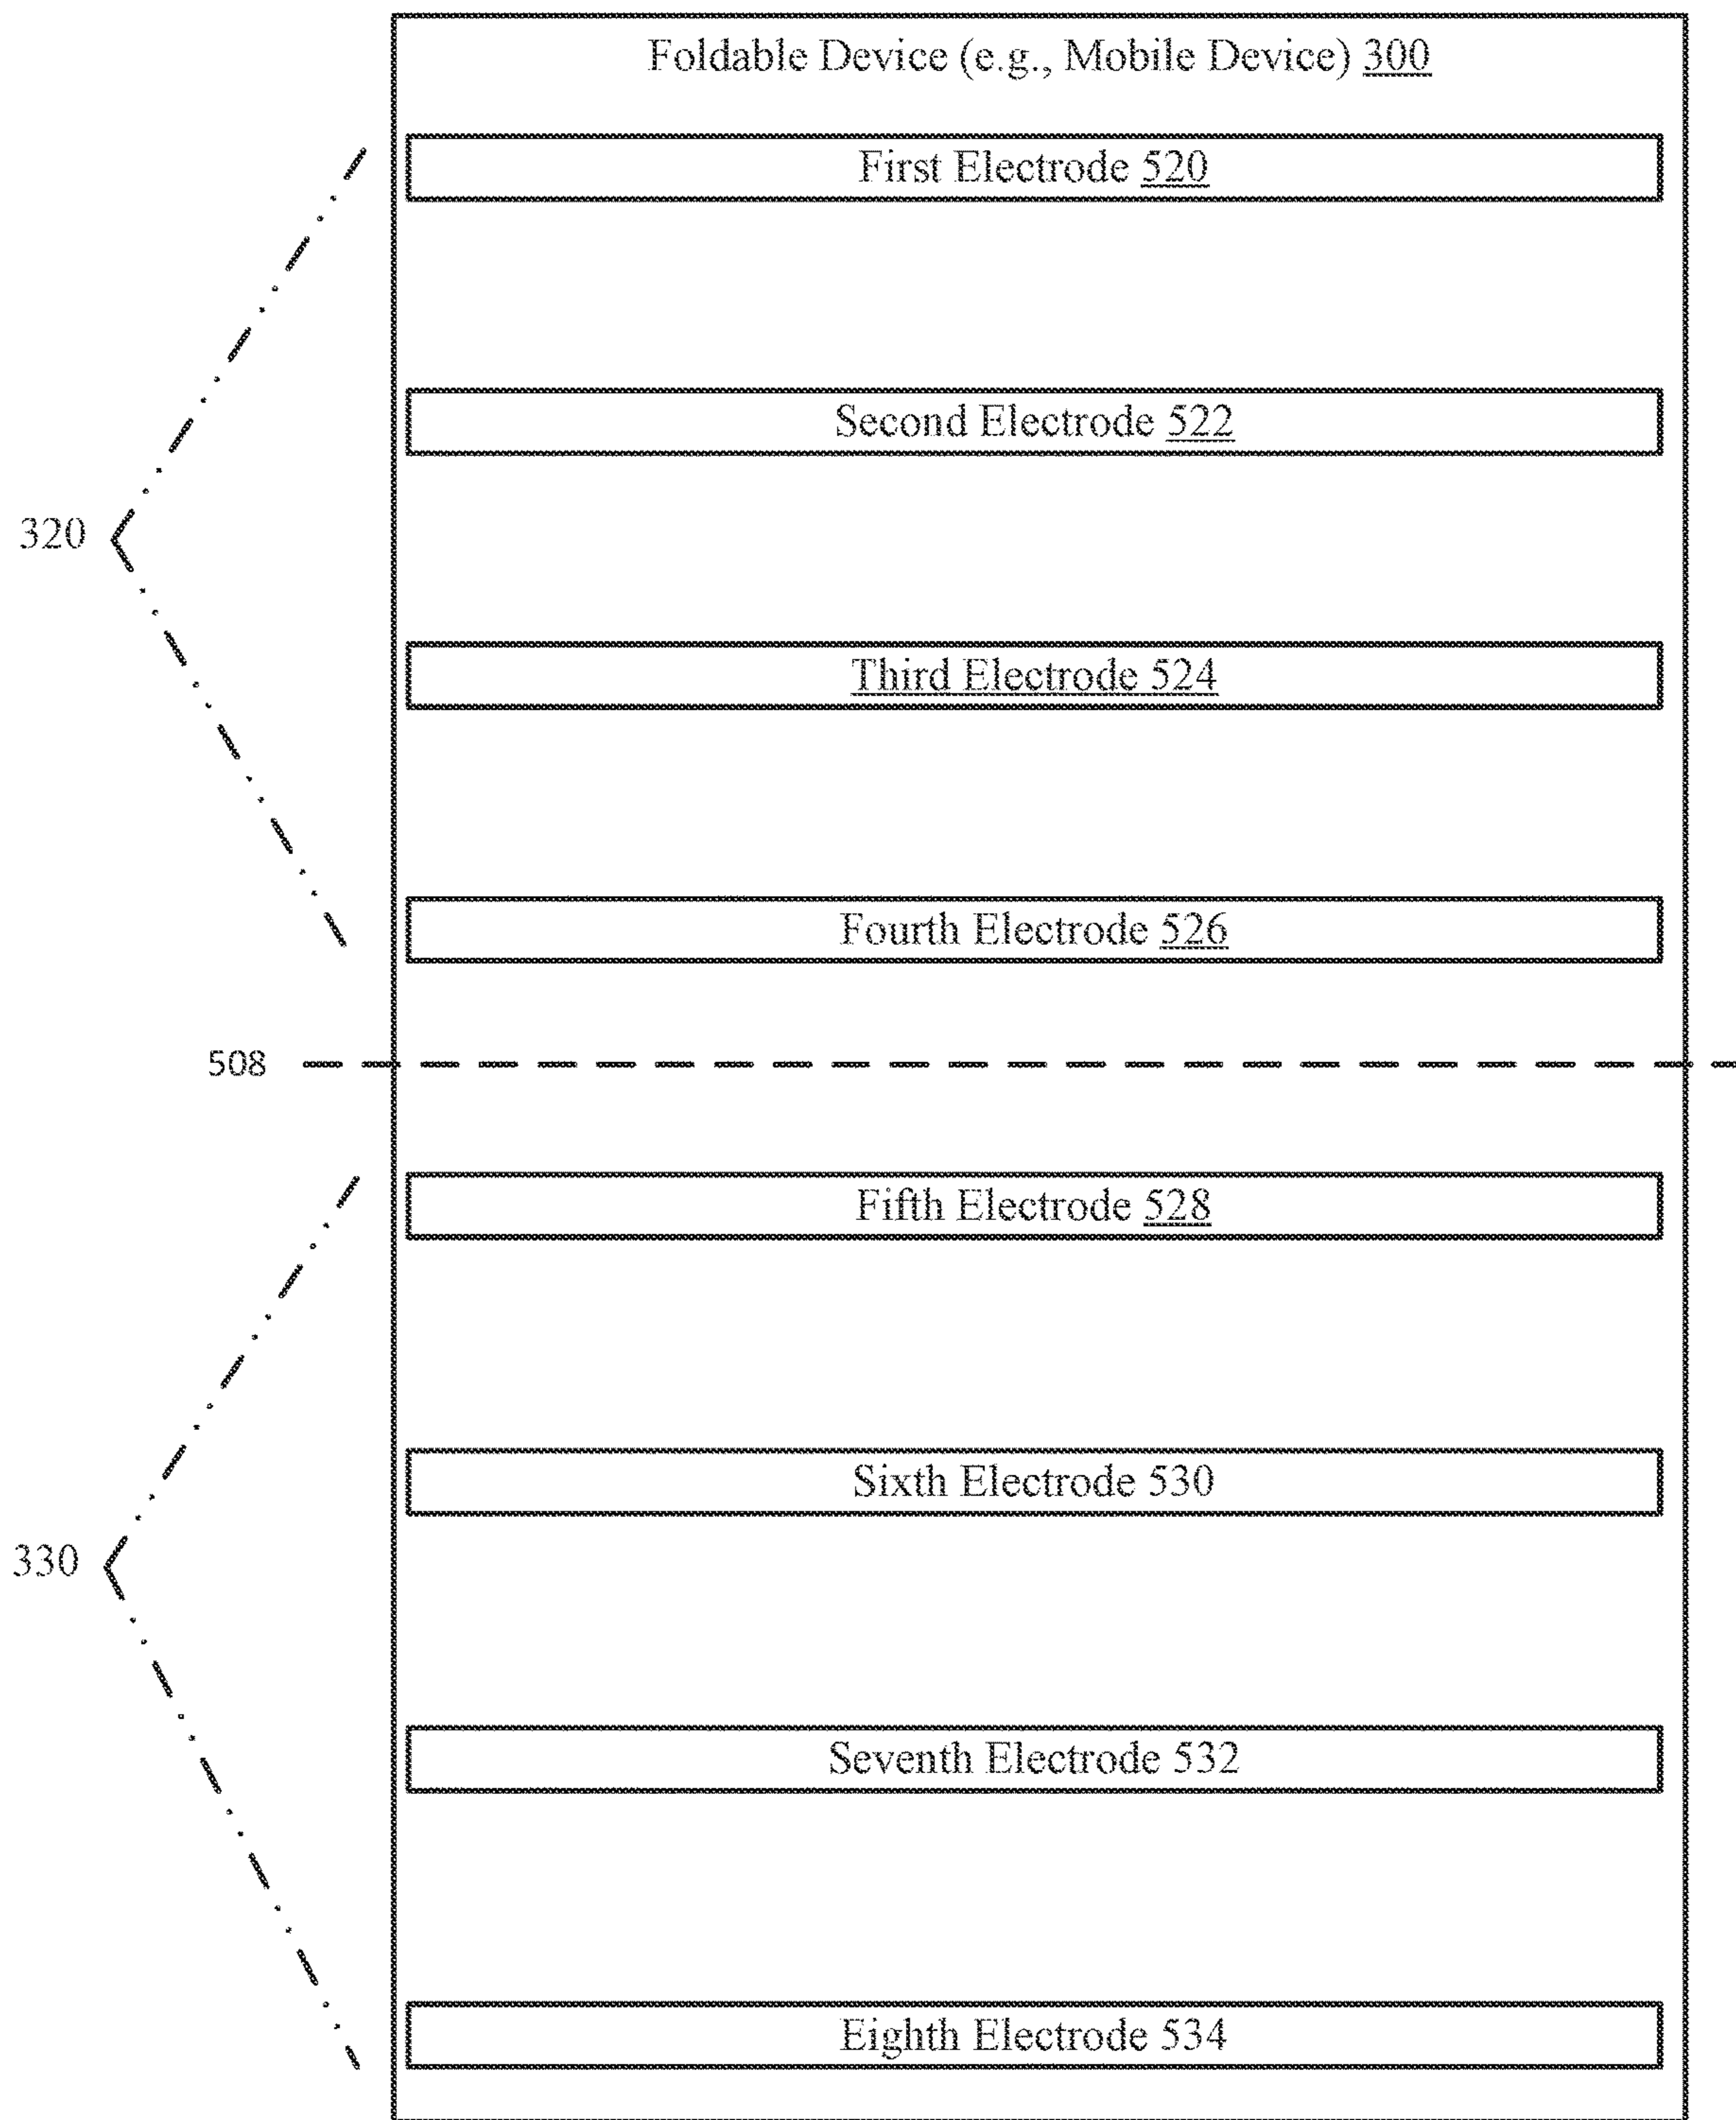 Foldable Device (e.g., Mobile Device) 300
First Electrode 520
Second Electrode 522
320
Third Electrode 524
Fourth Electrode 526
508
Fifth Electrode 528
Sixth Electrode 530
330
Seventh Electrode 532
Eighth Electrode 534